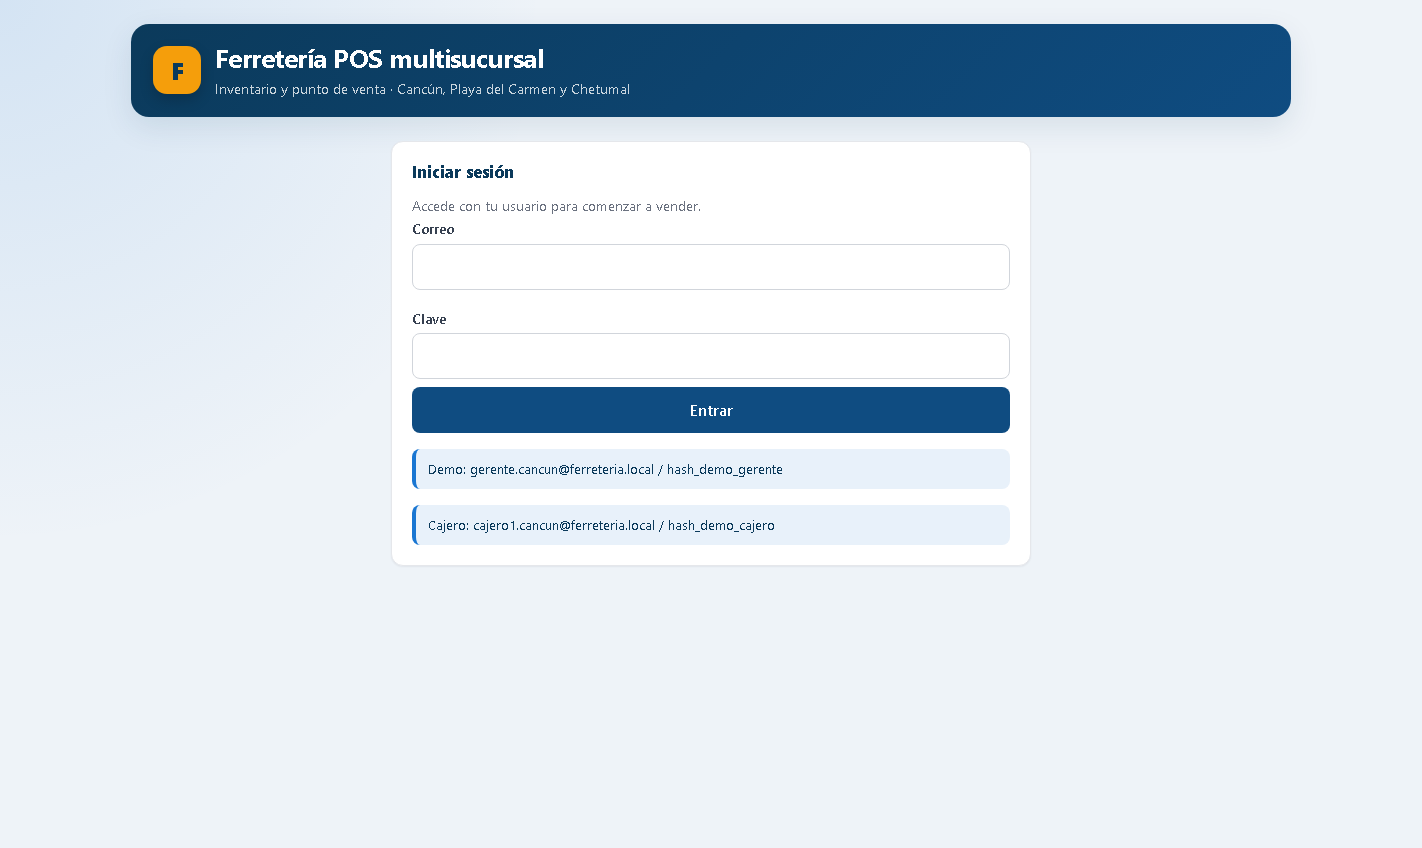 F
Ferretería POS multisucursal
Inventario y punto de venta · Cancún, Playa del Carmen y Chetumal
Iniciar sesión
Accede con tu usuario para comenzar a vender.
Correo
Clave
Entrar
Demo: gerente.cancun@ferreteria.local / hash_demo_gerente
Cajero: cajero1.cancun@ferreteria.local / hash_demo_cajero